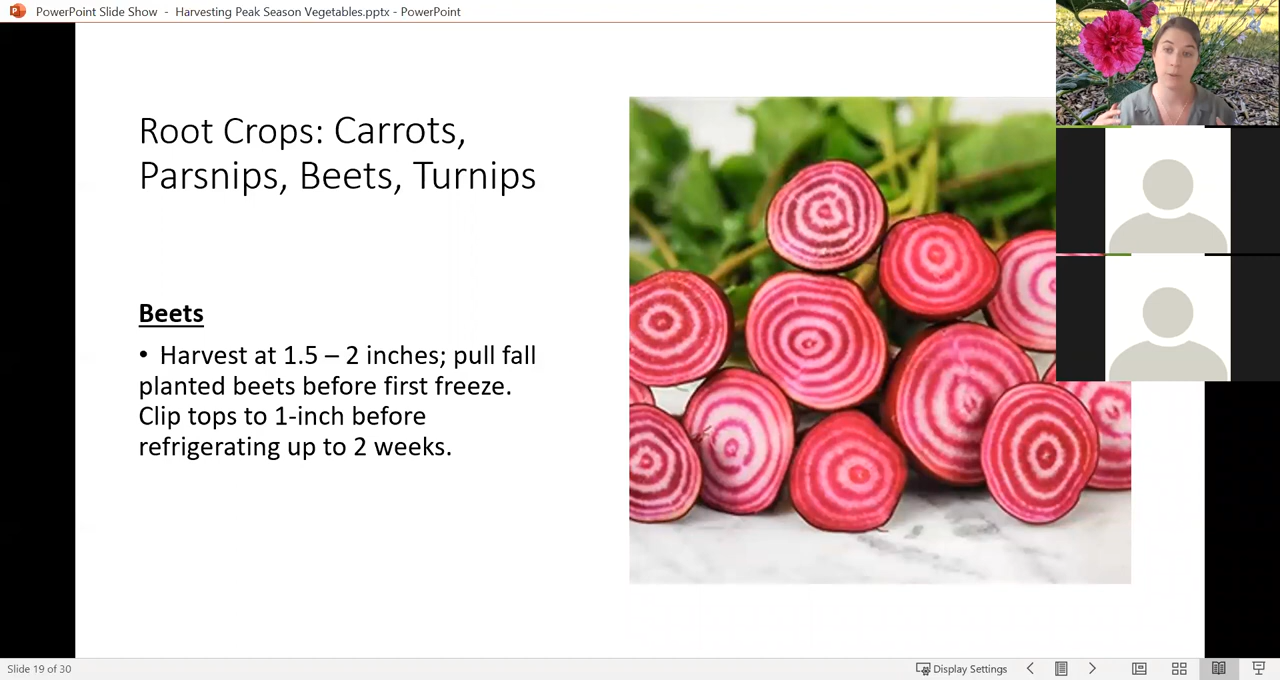 PowerPoint Slide Show - Harvesting Peak Season Vegetables.pptx - PowerPoint
Root Crops: Carrots,
Parsnips, Beets, Turnips
Beets
• Harvest at 1.5 – 2 inches; pull fall
planted beets before first freeze.
Clip tops to 1-inch before
refrigerating up to 2 weeks.
Slide 19 of 30
Display Settings